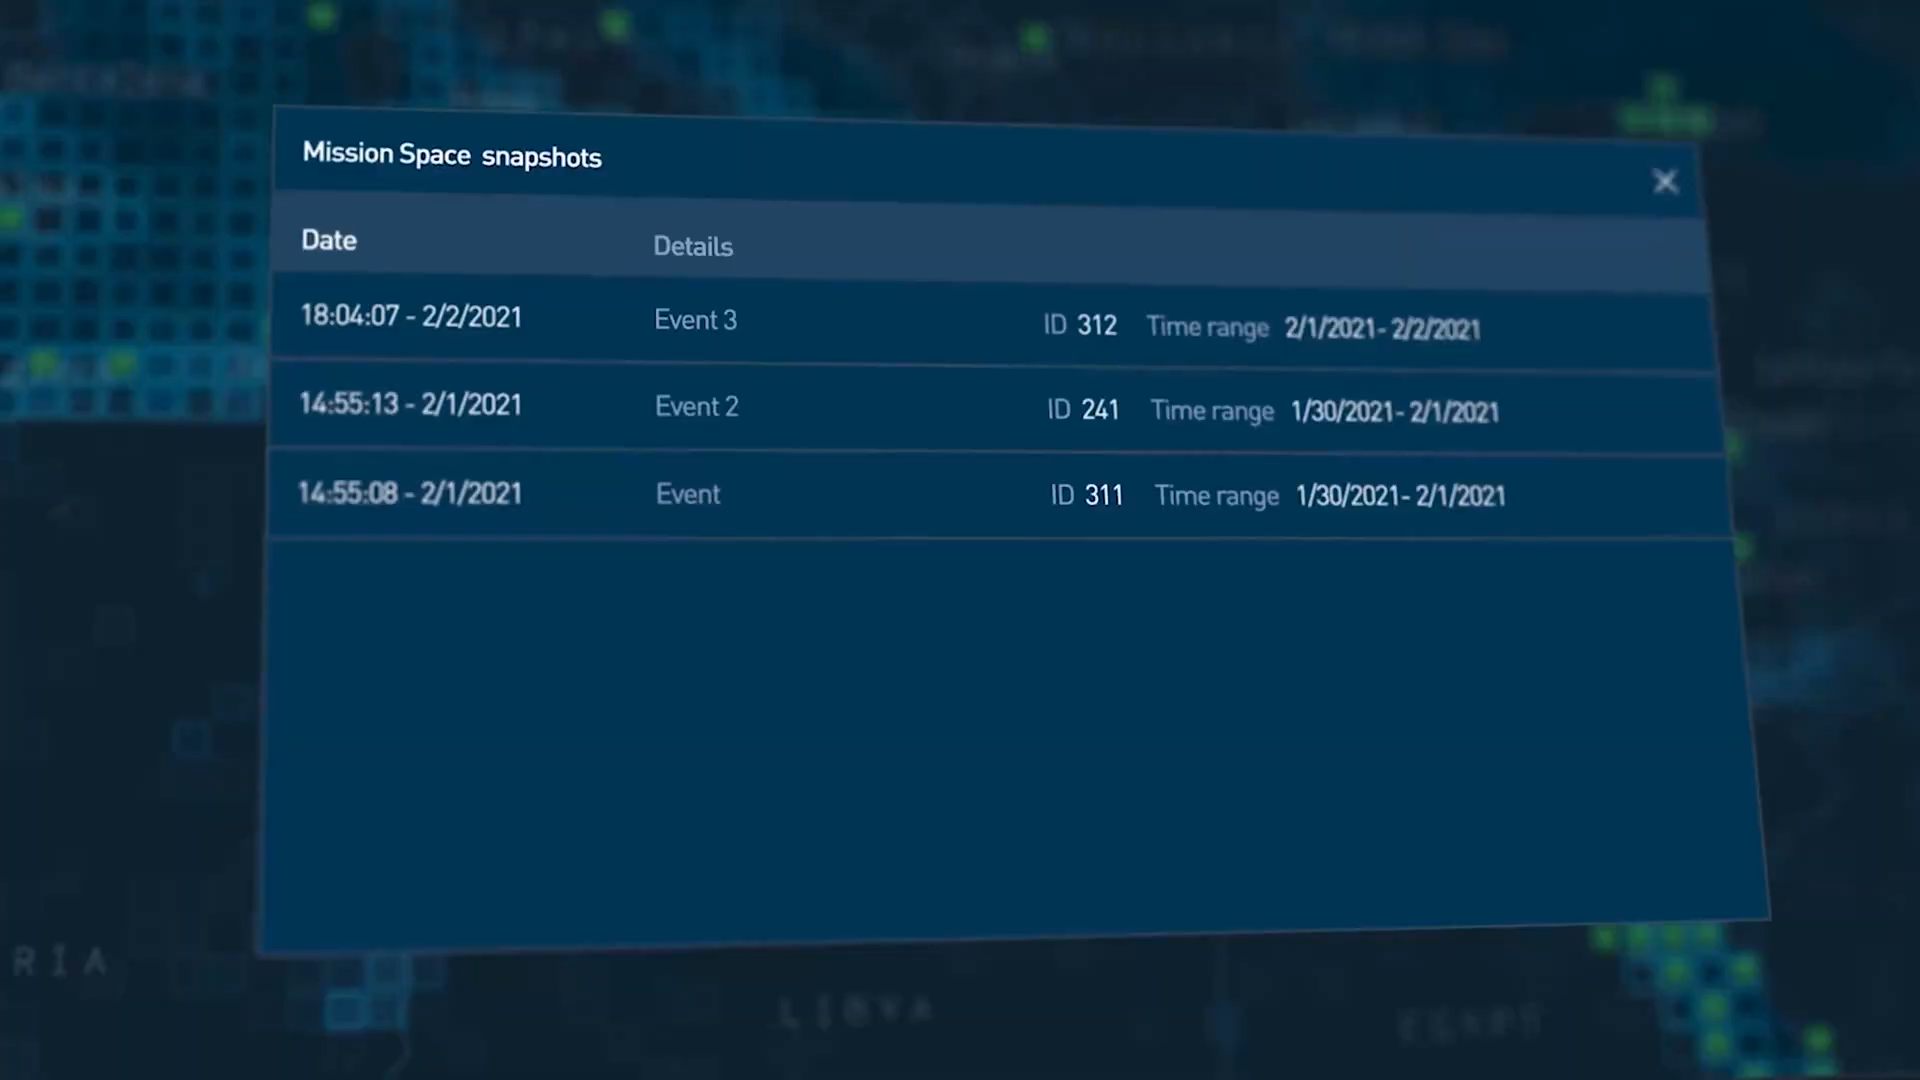 Mission Space snapshots
Date Details
18:04:07 - 2/2/2021 Event 3 ID 312 Time range 2/1/2021- 2/2/2021
14:55:13 - 2/1/2021 Event 2 ID 241 Time range 1/30/2021- 2/1/2021
14:55:08 - 2/1/2021 Event ID 311 Time range 1/30/2021- 2/1/2021
RIA
LIBYA
EGYPT